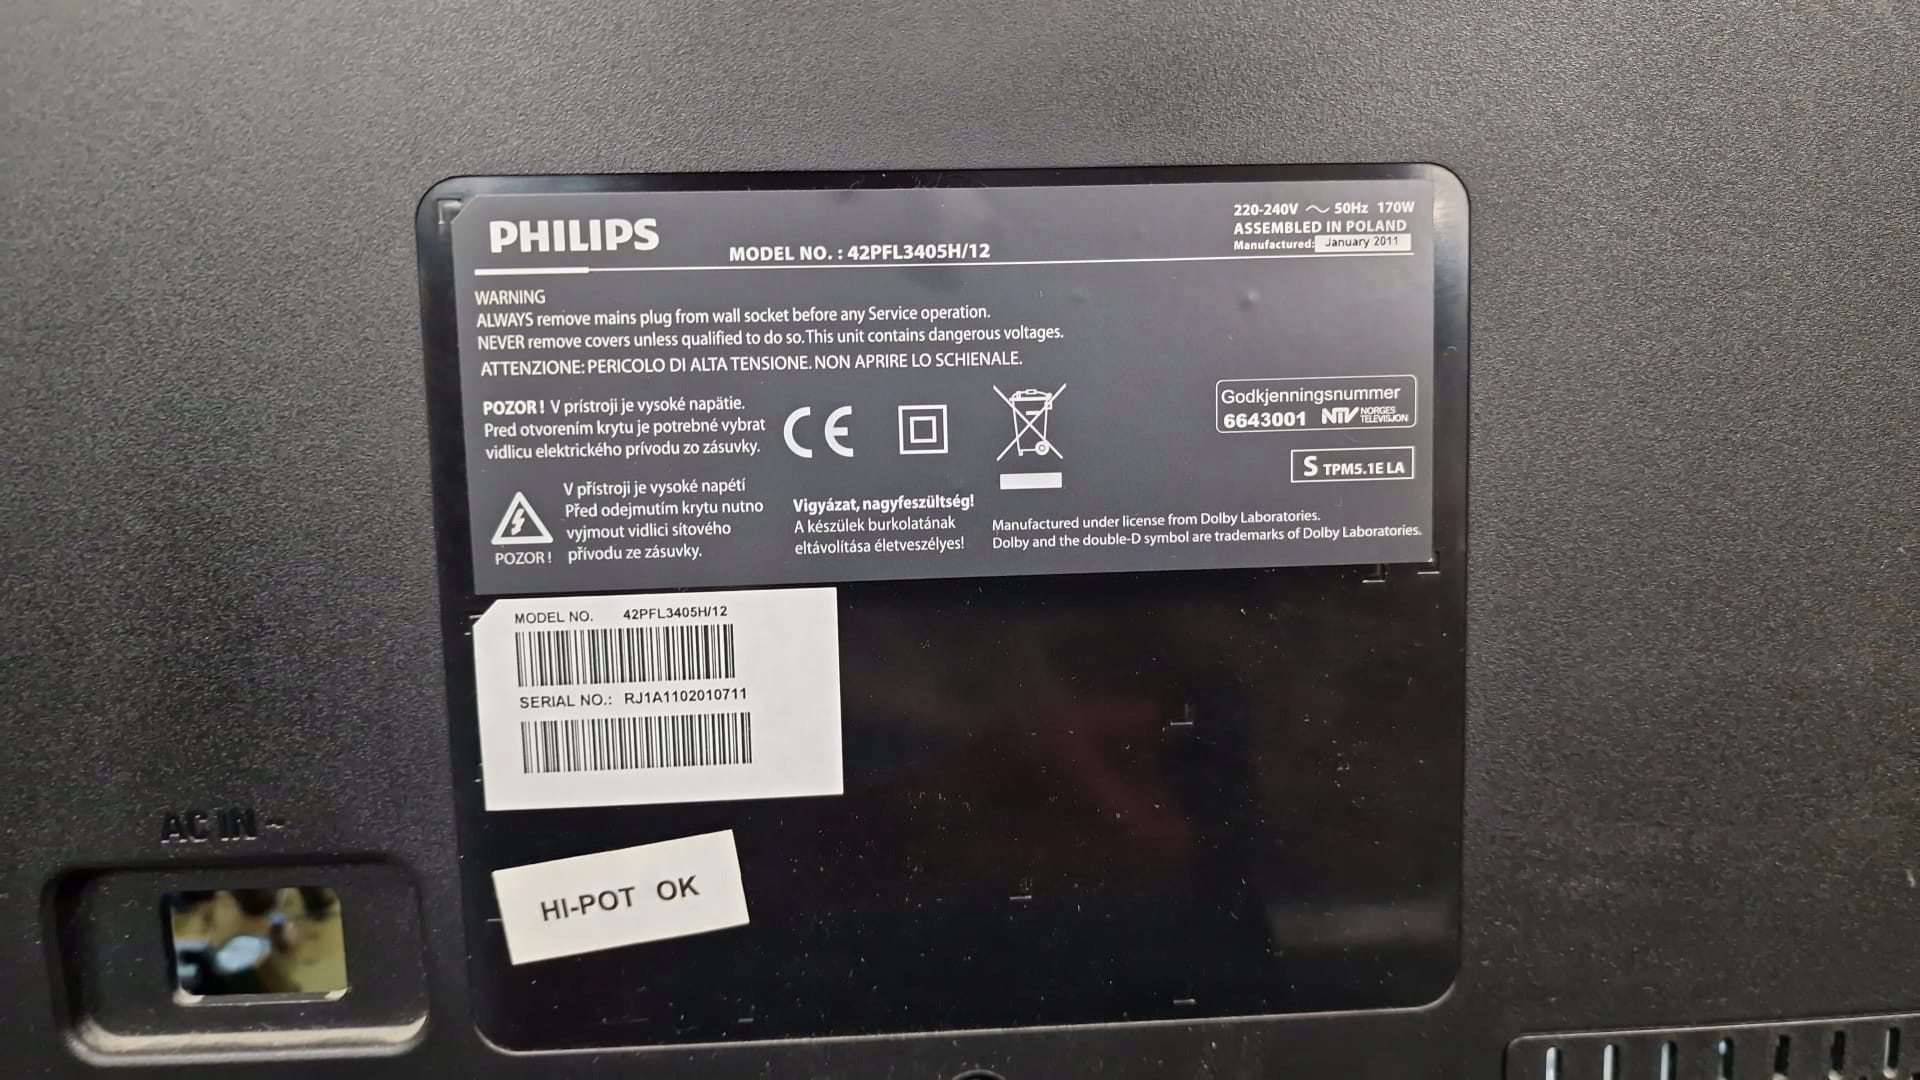 PHILIPS
MODEL NO. : 42PFL3405H/12
220-240V ~ 50Hz 170W
ASSEMBLED IN POLAND
Manufactured: January 2011
WARNING
ALWAYS remove mains plug from wall socket before any Service operation.
NEVER remove covers unless qualified to do so. This unit contains dangerous voltages.
ATTENZIONE: PERICOLO DI ALTA TENSIONE. NON APRIRE LO SCHIENALE.
POZOR! V prístroji je vysoké napätie.
Pred otvorením krytu je potrebné vybrat
vidlicu elektrického prívodu zo zásuvky.
CE
Godkjenningsnummer
6643001 NTV NORGES TELEVISJON
S TPM5.1E LA
POZOR!
V přístroji je vysoké napétí
Před odejmutím krytu nutno
vyjmout vidlici sítového
přívodu ze zásuvky.
Vigyázat, nagyfeszültség!
A készülek burkolatának
eltávolítása életveszélyes!
Manufactured under license from Dolby Laboratories.
Dolby and the double-D symbol are trademarks of Dolby Laboratories.
MODEL NO. 42PFL3405H/12
SERIAL NO.: RJ1A1102010711
HI-POT OK
AC IN ~